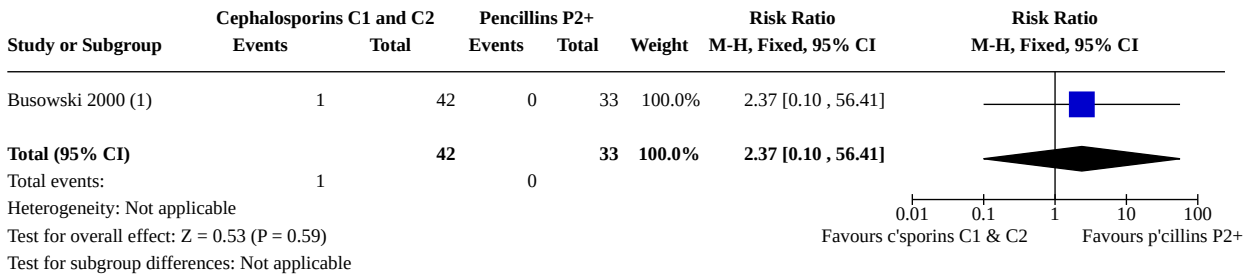 Cephalosporins C1 and C2 Pencillins P2+ Risk Ratio Risk Ratio
Study or Subgroup Events Total Events Total Weight M-H, Fixed, 95% CI M-H, Fixed, 95% CI
Busowski 2000 (1) 1 42 0 33 100.0% 2.37 [0.10 , 56.41]
Total (95% CI) 42 33 100.0% 2.37 [0.10 , 56.41]
Total events: 1 0
Heterogeneity: Not applicable
0.01 0.1 1 10 100
Test for overall effect: Z = 0.53 (P = 0.59) Favours c'sporins C1 & C2 Favours p'cillins P2+
Test for subgroup differences: Not applicable